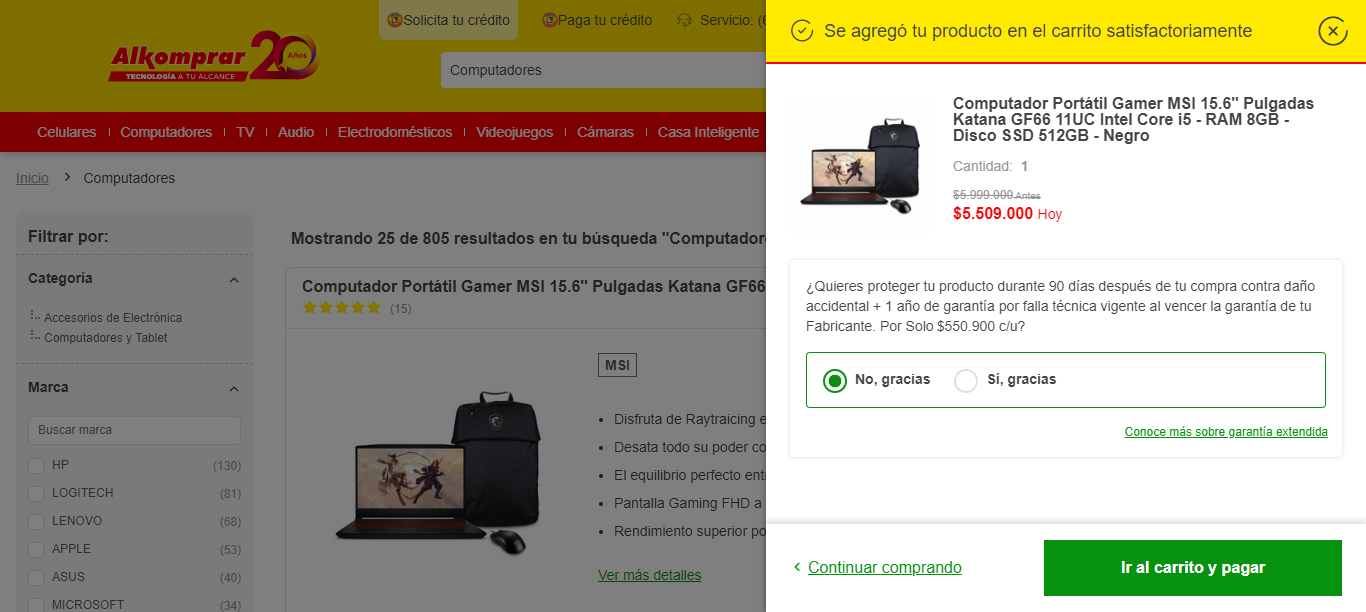 Solicita tu crédito
Paga tu crédito
Servicio: (6
Alkomprar 20 Años
TECNOLOGÍA A TU ALCANCE
Computadores
Celulares
Computadores
TV
Audio
Electrodomésticos
Videojuegos
Cámaras
Casa Inteligente
Inicio > Computadores
Filtrar por:
Categoría
Accesorios de Electrónica
Computadores y Tablet
Marca
Buscar marca
HP (130)
LOGITECH (81)
LENOVO (68)
APPLE (53)
ASUS (40)
MICROSOFT (34)
Mostrando 25 de 805 resultados en tu búsqueda "Computador
Computador Portátil Gamer MSI 15.6" Pulgadas Katana GF66
(15)
MSI
• Disfruta de Raytraicing e
• Desata todo su poder co
• El equilibrio perfecto ent
• Pantalla Gaming FHD a
• Rendimiento superior po
Ver más detalles
Se agregó tu producto en el carrito satisfactoriamente
Computador Portátil Gamer MSI 15.6" Pulgadas
Katana GF66 11UC Intel Core i5 - RAM 8GB -
Disco SSD 512GB - Negro
Cantidad: 1
$5.999.000 Antes
$5.509.000 Hoy
¿Quieres proteger tu producto durante 90 días después de tu compra contra daño
accidental + 1 año de garantía por falla técnica vigente al vencer la garantía de tu
Fabricante. Por Solo $550.900 c/u?
No, gracias
Sí, gracias
Conoce más sobre garantía extendida
‹ Continuar comprando
Ir al carrito y pagar